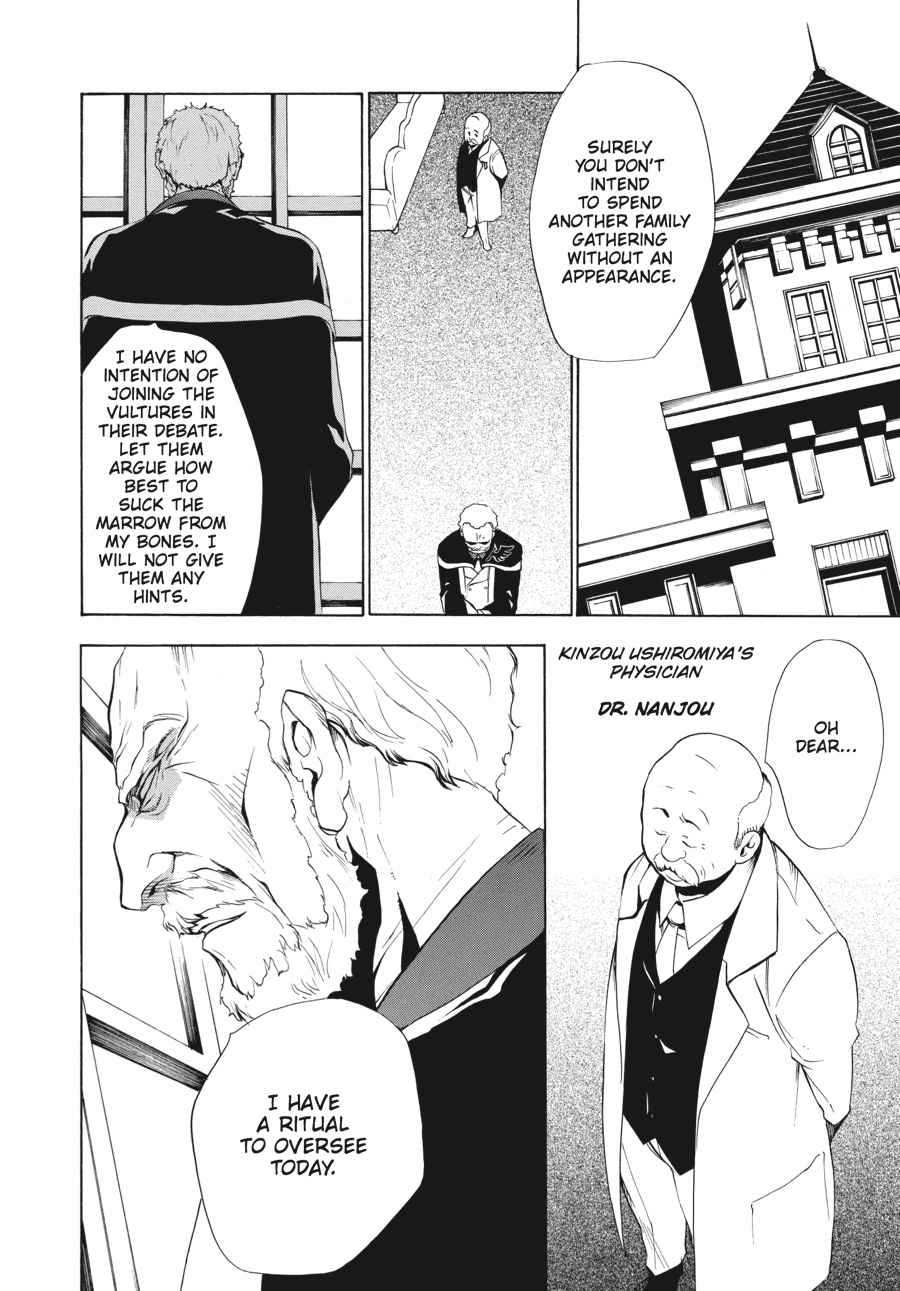 SURELY
YOU DON'T
INTEND
TO SPEND
ANOTHER FAMILY
GATHERING
WITHOUT AN
APPEARANCE.
I HAVE NO
INTENTION OF
JOINING THE
VULTURES IN
THEIR DEBATE.
LET THEM
ARGUE HOW
BEST TO
SUCK THE
MARROW FROM
MY BONES. I
WILL NOT GIVE
THEM ANY
HINTS.
OH
DEAR...
KINZOU USHIROMIYA'S
PHYSICIAN
DR. NANJOU
I HAVE
A RITUAL
TO OVERSEE
TODAY.